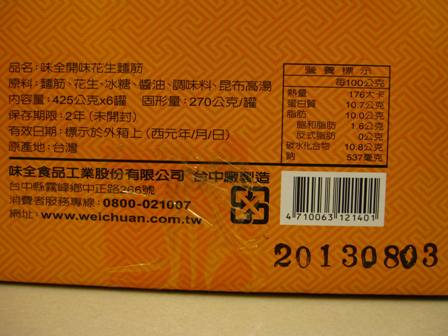 品名:味全開味花生麵筋
原料:麵筋、花生、冰糖、醬油、調味料、昆布高湯
內容量:425公克x6罐 固形量:270公克/罐
保存期限:2年(未開封)
有效日期:標示於外箱上(西元年/月/日)
原產地:台灣
味全食品工業股份有限公司 台中廠製造
台中縣霧峰鄉中正路266號
消費者服務專線:0800-021007
網址:www.weichuan.com.tw
營養標示
每100公克
熱量 176大卡
蛋白質 10.7公克
脂肪 10.0公克
飽和脂肪 1.6公克
反式脂肪 0公克
碳水化合物 10.8公克
鈉 537毫克
4 710063 121401
20130803